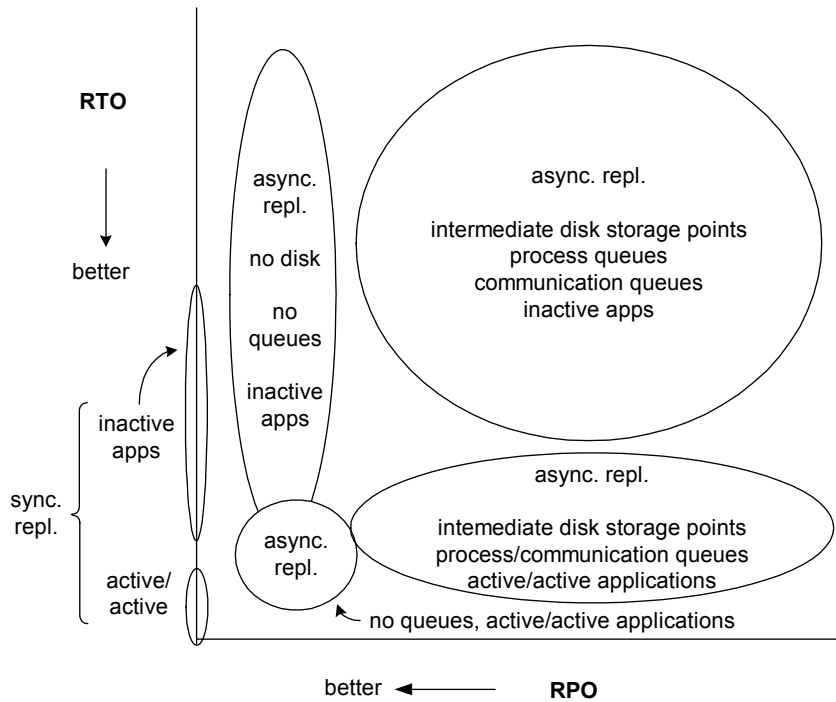 RTO
better
async.
repl.
no disk
no
queues
inactive
apps
async. repl.
intermediate disk storage points
process queues
communication queues
inactive apps
sync.
repl.
inactive
apps
active/
active
async.
repl.
async. repl.
intemediate disk storage points
process/communication queues
active/active applications
no queues, active/active applications
better
RPO